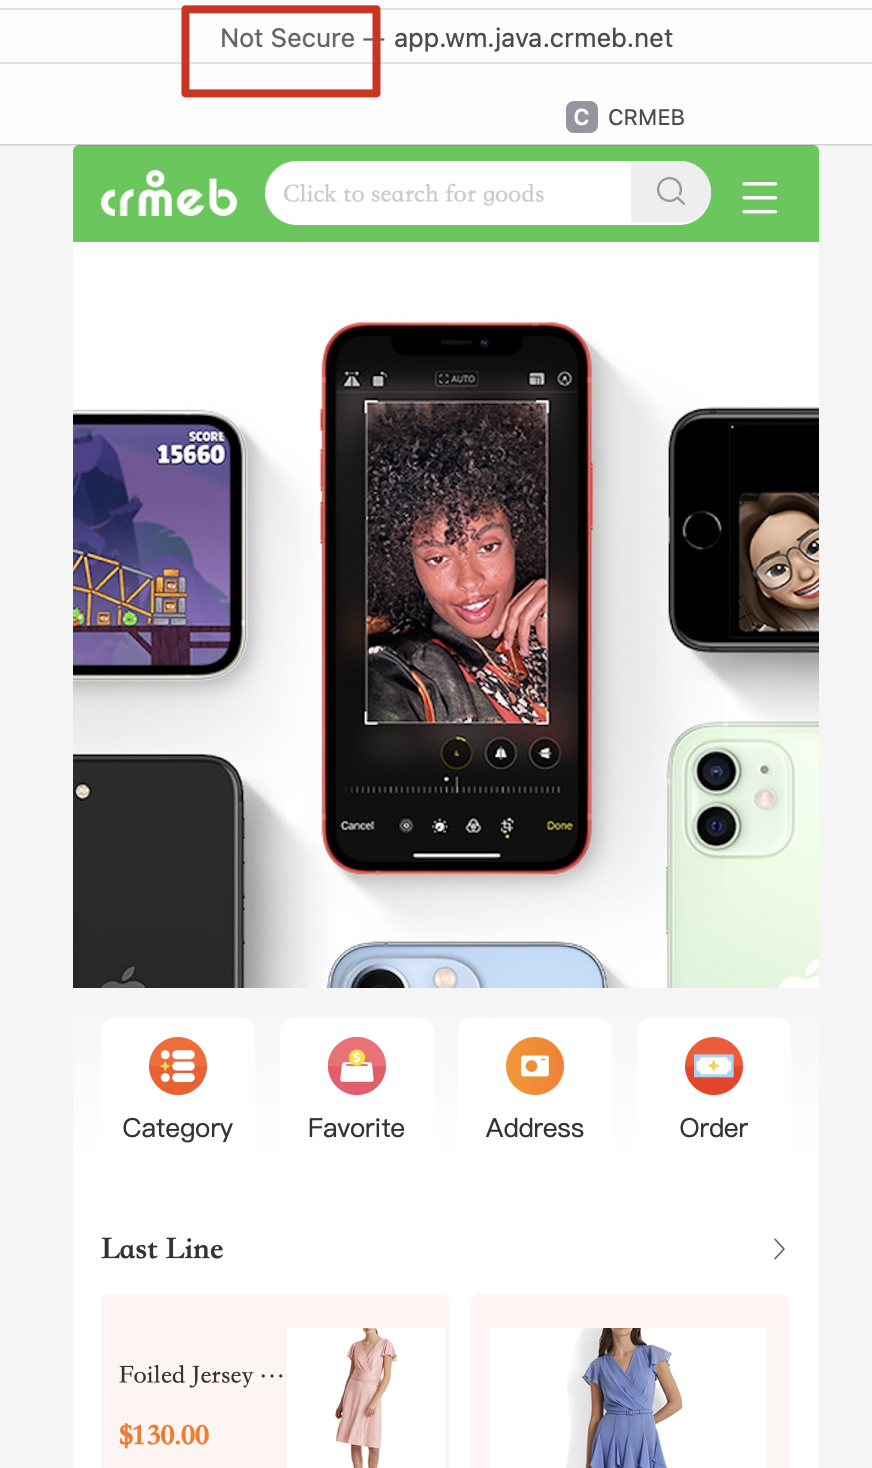 Not Secure — app.wm.java.crmeb.net
C CRMEB
crmeb Click to search for goods
AUTO
SCORE
15660
Cancel Done
Category Favorite Address Order
Last Line
Foiled Jersey ···
$130.00